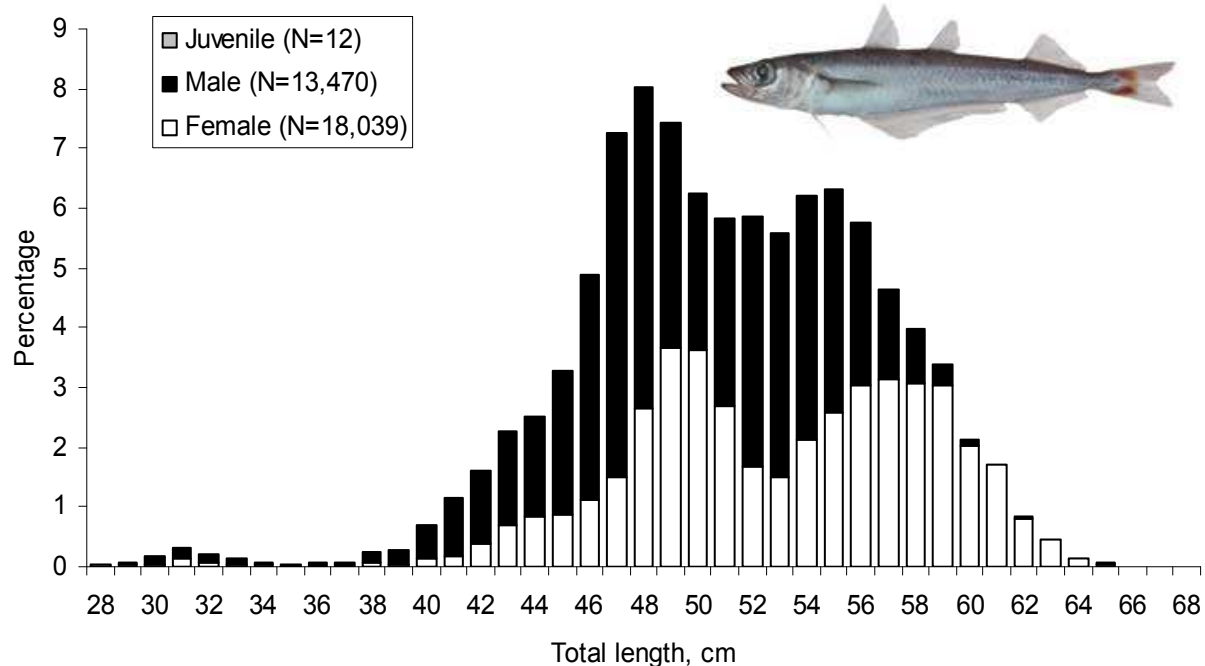 Juvenile (N=12)
Male (N=13,470)
Female (N=18,039)
9
8
7
6
5
4
3
2
1
0
Percentage
28 30 32 34 36 38 40 42 44 46 48 50 52 54 56 58 60 62 64 66 68
Total length, cm